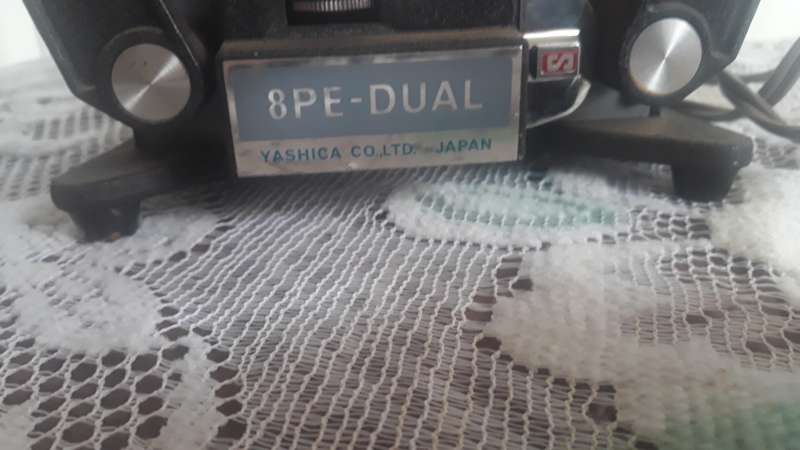 8PE-DUAL
YASHICA CO.,LTD. JAPAN